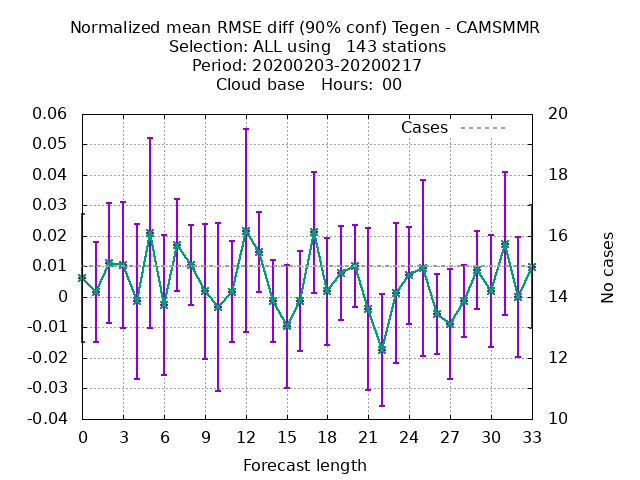 Normalized mean RMSE diff (90% conf) Tegen - CAMSMMR
Selection: ALL using   143 stations
Period: 20200203-20200217
Cloud base   Hours:  00
0.06
0.05
0.04
0.03
0.02
0.01
0
-0.01
-0.02
-0.03
-0.04
Cases
20
18
16
14
12
10
No cases
0 3 6 9 12 15 18 21 24 27 30 33
Forecast length